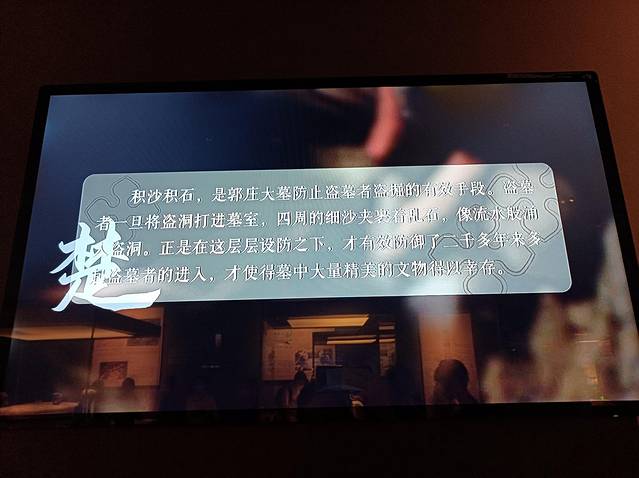 积沙积石，是郭庄大墓防止盗墓者盗掘的有效手段。盗墓
者一旦将盗洞打进墓室，四周的细沙夹裹着乱石，像流水般涌
盗洞。正是在这层层设防之下，才有效防御了二千多年来多
盗墓者的进入，才使得墓中大量精美的文物得以幸存。
楚